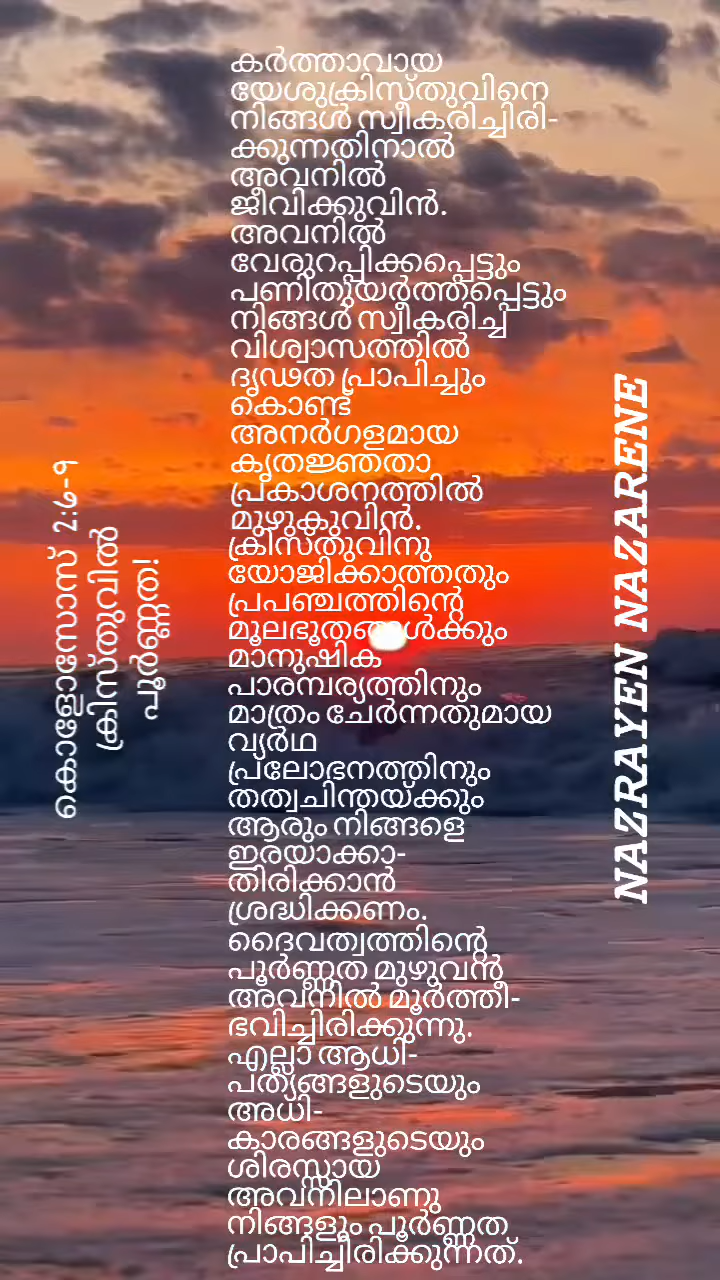 കർത്താവായ
യേശുക്രിസ്തുവിനെ
നിങ്ങൾ സ്വീകരിച്ചിരി-
ക്കുന്നതിനാൽ
അവനിൽ
ജീവിക്കുവിൻ.
അവനിൽ
വേരുറപ്പിക്കപ്പെട്ടും
പണിതുയർത്തപ്പെട്ടും
നിങ്ങൾ സ്വീകരിച്ച
വിശ്വാസത്തിൽ
ദൃഢത പ്രാപിച്ചും
കൊണ്ട്
അനർഗളമായ
കൃതജ്ഞതാ
പ്രകാശനത്തിൽ
മുഴുകുവിൻ.
ക്രിസ്തുവിനു
യോജിക്കാത്തതും
പ്രപഞ്ചത്തിന്റെ
മൂലഭൂതങ്ങൾക്കും
മാനുഷിക
പാരമ്പര്യത്തിനും
മാത്രം ചേർന്നതുമായ
വ്യർഥ
പ്രലോഭനത്തിനും
തത്വചിന്തയ്ക്കും
ആരും നിങ്ങളെ
ഇരയാക്കാ-
തിരിക്കാൻ
ശ്രദ്ധിക്കണം.
ദൈവത്വത്തിന്റെ
പൂർണ്ണത മുഴുവൻ
അവനിൽ മൂർത്തീ-
ഭവിച്ചിരിക്കുന്നു.
എല്ലാ ആധി-
പത്യങ്ങളുടെയും
അധി-
കാരങ്ങളുടെയും
ശിരസ്സായ
അവനിലാണു
നിങ്ങളും പൂർണ്ണത
പ്രാപിച്ചിരിക്കുന്നത്.
കൊളോസോസ് 2:6-9
ക്രിസ്തുവിൽ
പൂർണ്ണത!
NAZRAYEN NAZARENE